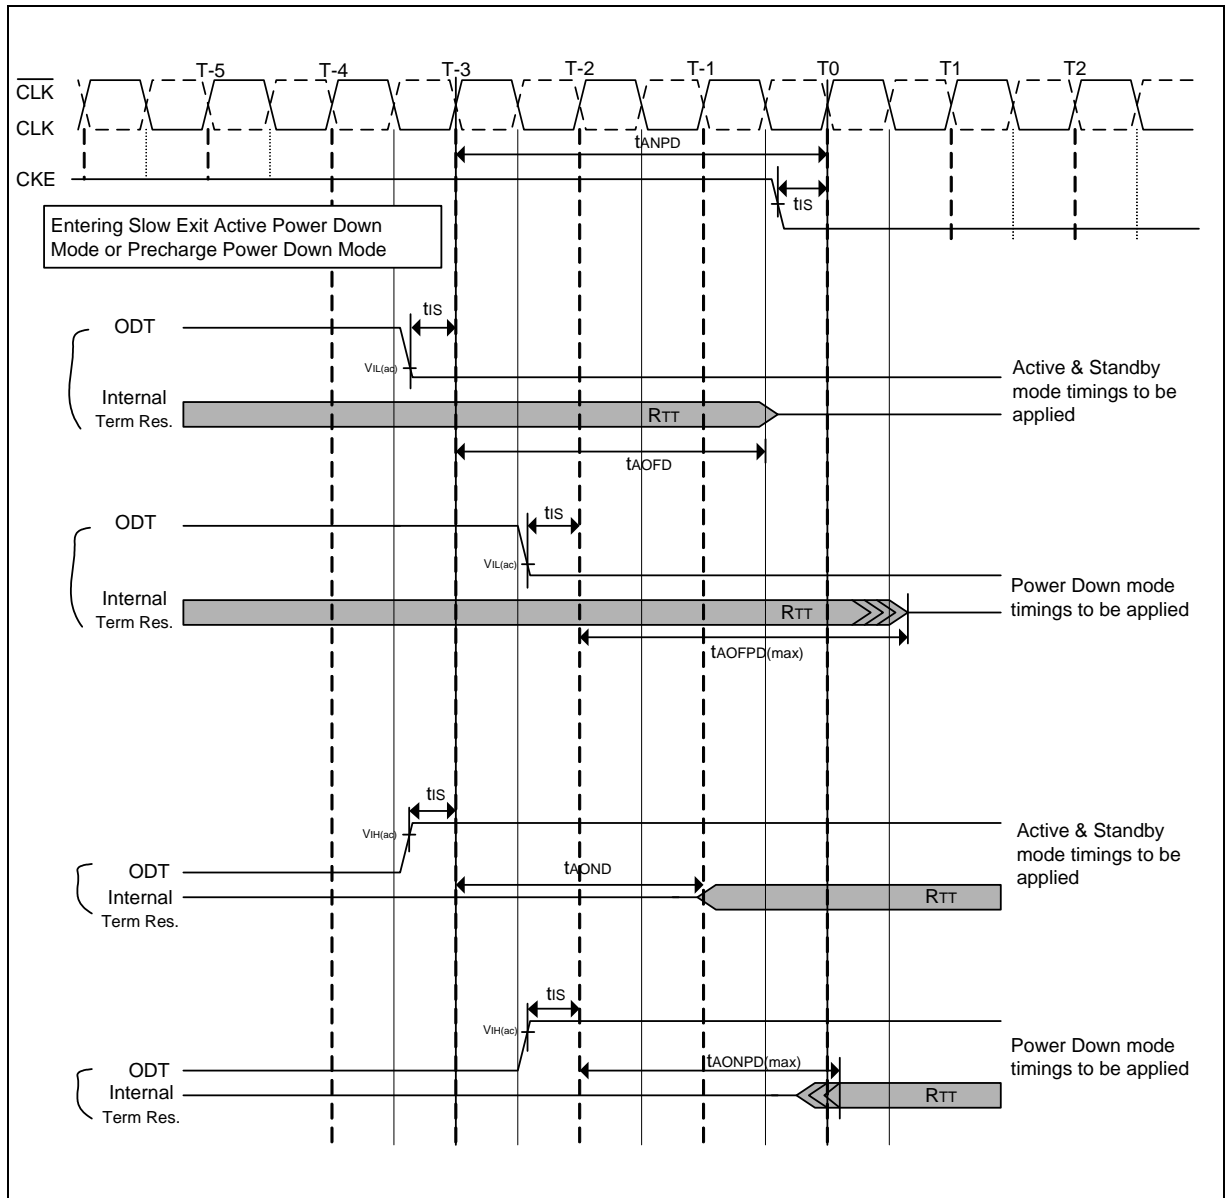 T-5 T-4 T-3 T-2 T-1 T0 T1 T2
CLK
CLK
tANPD
CKE
tIS
Entering Slow Exit Active Power Down
Mode or Precharge Power Down Mode
tIS
ODT
VIL(ac)
Active & Standby
mode timings to be
applied
Internal
Term Res.
RTT
tAOFD
tIS
ODT
VIL(ac)
Power Down mode
timings to be applied
Internal
Term Res.
RTT
tAOFPD(max)
tIS
VIH(ac)
Active & Standby
mode timings to be
applied
ODT
tAOND
Internal
Term Res.
RTT
tIS
VIH(ac)
Power Down mode
timings to be applied
ODT
tAONPD(max)
Internal
Term Res.
RTT